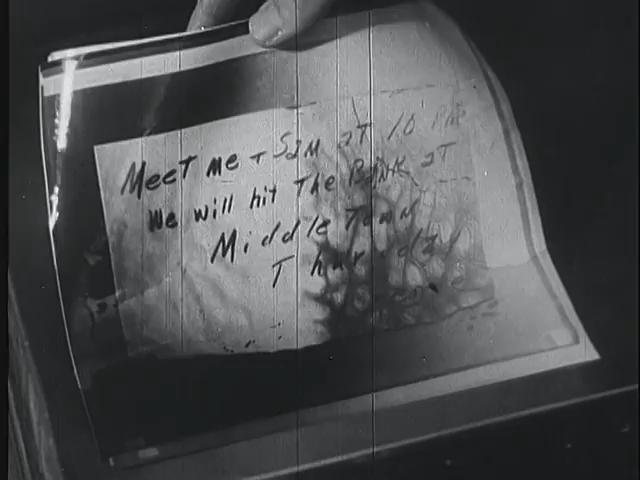 Meet me + Sam at 10 PM
We will hit the Bank at
Middle Town
Thursday